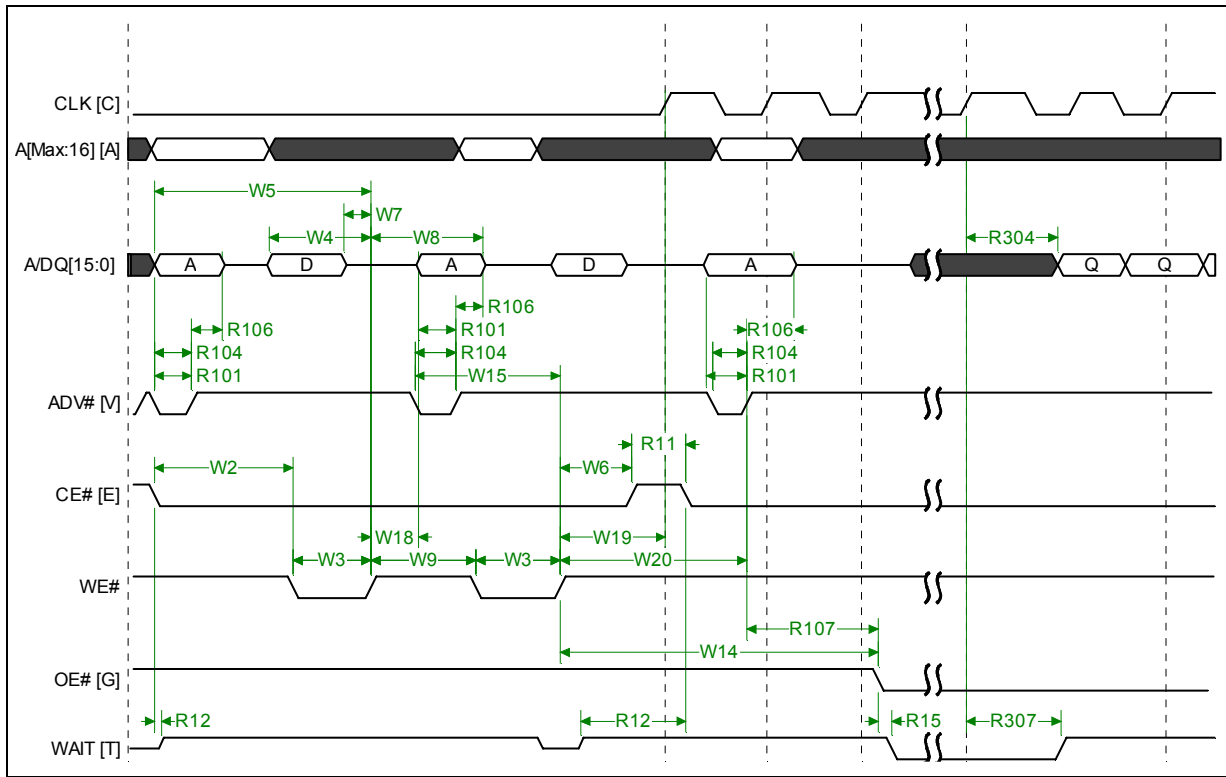 CLK [C]
A[Max:16] [A]
W5
W7
W4
W8
R304
A/DQ[15:0]
A
D
A
D
A
Q
Q
R106
R106
R101
R106
R104
R104
R104
R101
W15
R101
ADV# [V]
R11
W2
W6
CE# [E]
W18
W19
W3
W9
W3
W20
WE#
R107
W14
OE# [G]
R12
R12
R15
R307
WAIT [T]